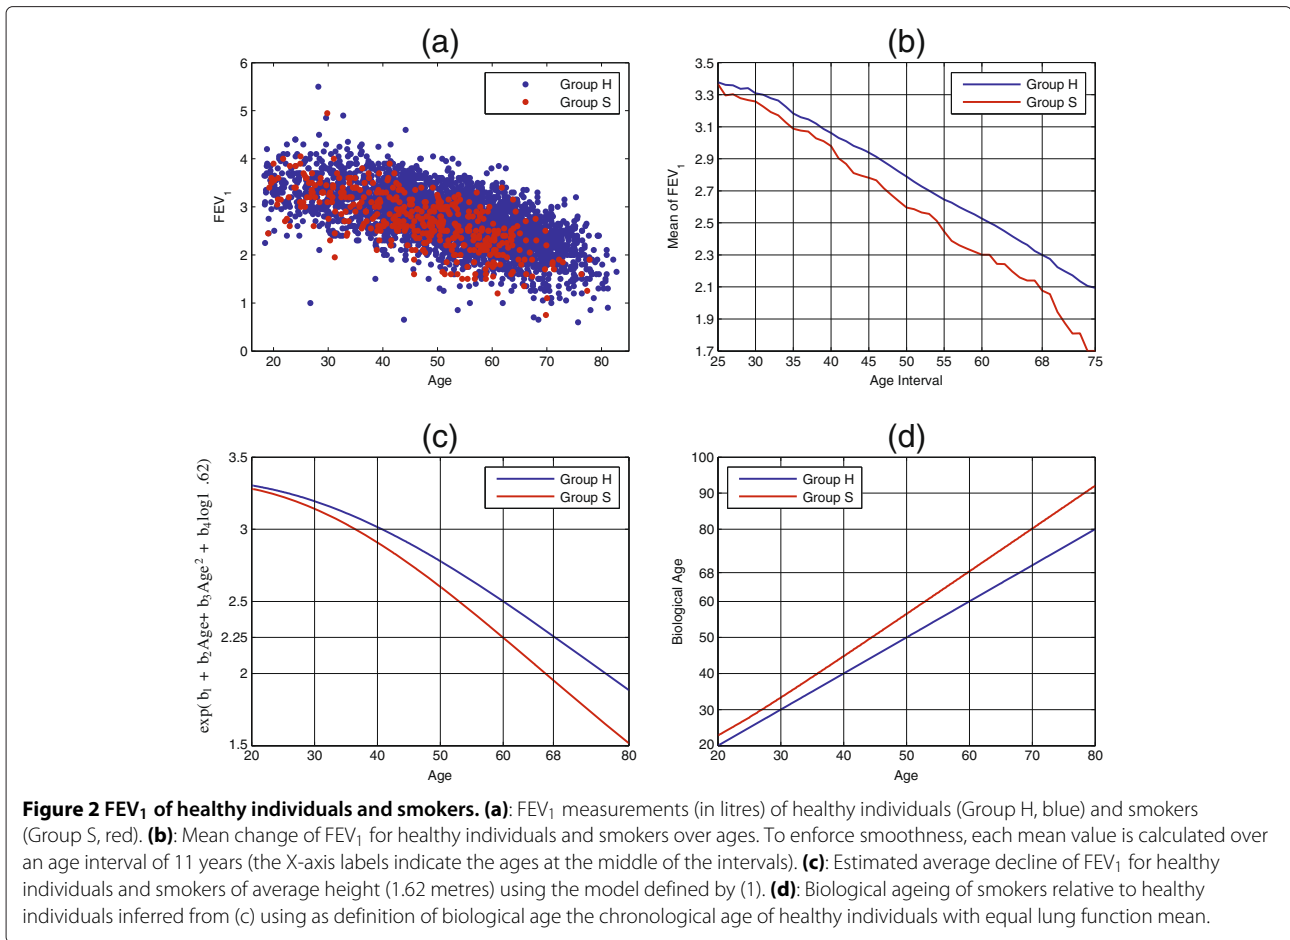 (a)
6
5
4
3
2
1
0
FEV1
20 30 40 50 60 70 80
Age
Group H
Group S
(b)
3.5
3.3
3.1
2.9
2.7
2.5
2.3
2.1
1.9
1.7
Mean of FEV1
25 30 35 40 45 50 55 60 68 75
Age Interval
Group H
Group S
(c)
3.5
3
2.5
2.25
2
1.5
exp( b1 + b2Age+ b3Age2 + b4log1 .62)
20 30 40 50 60 68 80
Age
Group H
Group S
(d)
100
90
80
68
60
50
40
30
20
Biological Age
20 30 40 50 60 70 80
Age
Group H
Group S
Figure 2 FEV1 of healthy individuals and smokers. (a): FEV1 measurements (in litres) of healthy individuals (Group H, blue) and smokers
(Group S, red). (b): Mean change of FEV1 for healthy individuals and smokers over ages. To enforce smoothness, each mean value is calculated over
an age interval of 11 years (the X-axis labels indicate the ages at the middle of the intervals). (c): Estimated average decline of FEV1 for healthy
individuals and smokers of average height (1.62 metres) using the model defined by (1). (d): Biological ageing of smokers relative to healthy
individuals inferred from (c) using as definition of biological age the chronological age of healthy individuals with equal lung function mean.